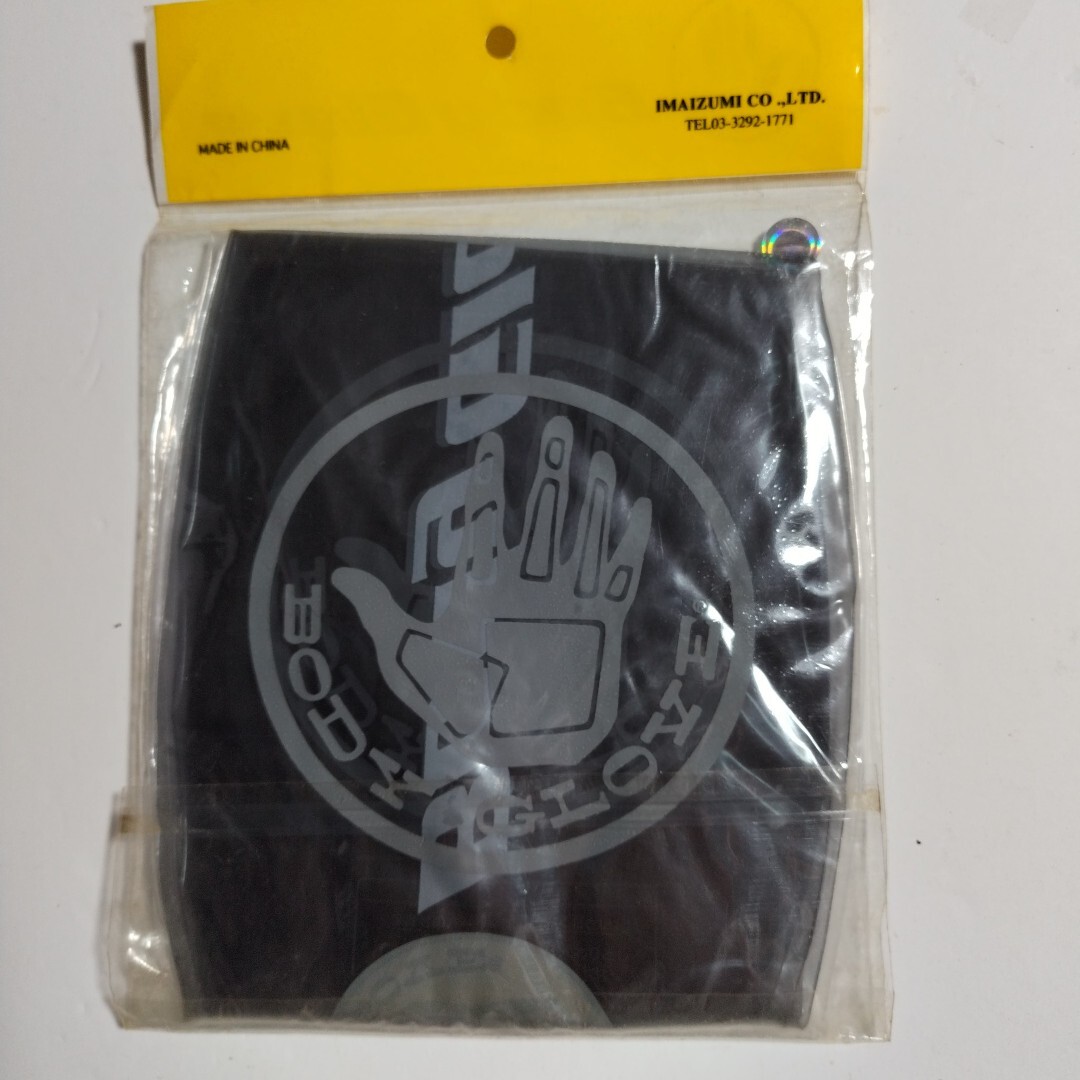 IMAIZUMI CO .,LTD.
TEL03-3292-1771
MADE IN CHINA
BODY GLOVE
®